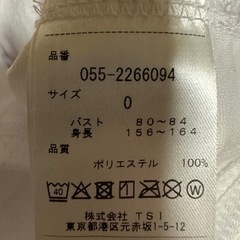 品番
055-2266094
サイズ
0
バスト 80～84
身長 156～164
品質
ポリエステル 100%
40
株式会社 TSI
東京都港区元赤坂1-5-12